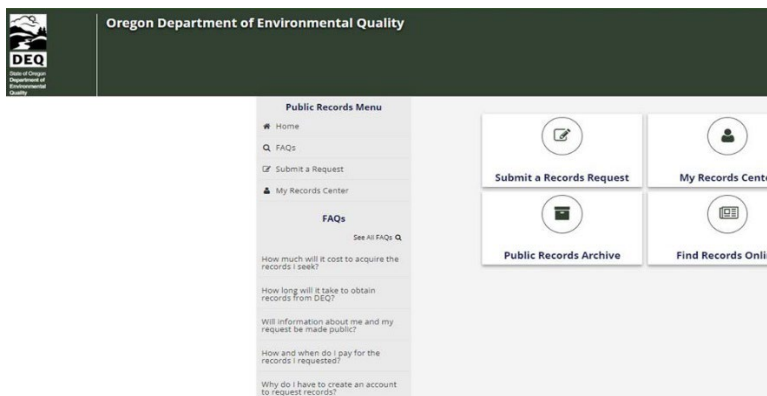 Oregon Department of Environmental Quality
DEQ
State of Oregon
Department of
Environmental
Quality
Public Records Menu
Home
FAQs
Submit a Request
My Records Center
FAQs
See All FAQs
How much will it cost to acquire the
records I seek?
How long will it take to obtain
records from DEQ?
Will information about me and my
request be made public?
How and when do I pay for the
records I requested?
Why do I have to create an account
to request records?
Submit a Records Request
My Records Cente
Public Records Archive
Find Records Onli